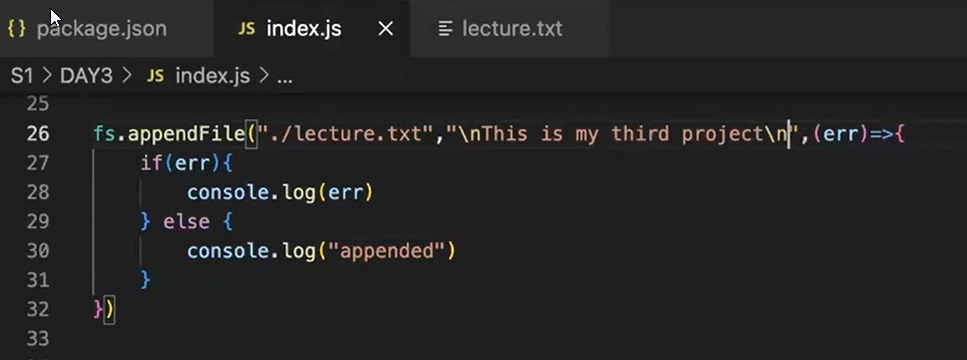 {} package.json JS index.js × lecture.txt
S1 > DAY3 > JS index.js > ...
25
26 fs.appendFile("./lecture.txt","\nThis is my third project\n",(err)=>{
27 if(err){
28 console.log(err)
29 } else {
30 console.log("appended")
31 }
32 })
33